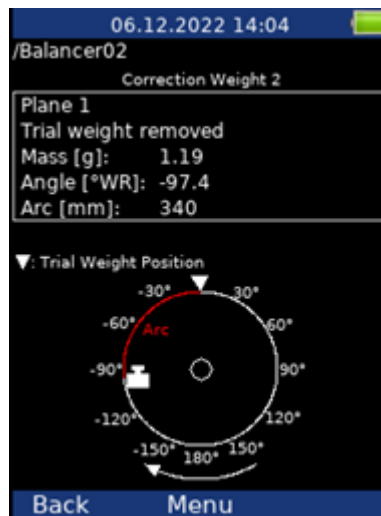 06.12.2022 14:04
/Balancer02
Correction Weight 2
Plane 1
Trial weight removed
Mass [g]: 1.19
Angle [°WR]: -97.4
Arc [mm]: 340
▼: Trial Weight Position
-30° 30°
-60° Arc 60°
-90° 90°
-120° 120°
-150° 180° 150°
Back Menu